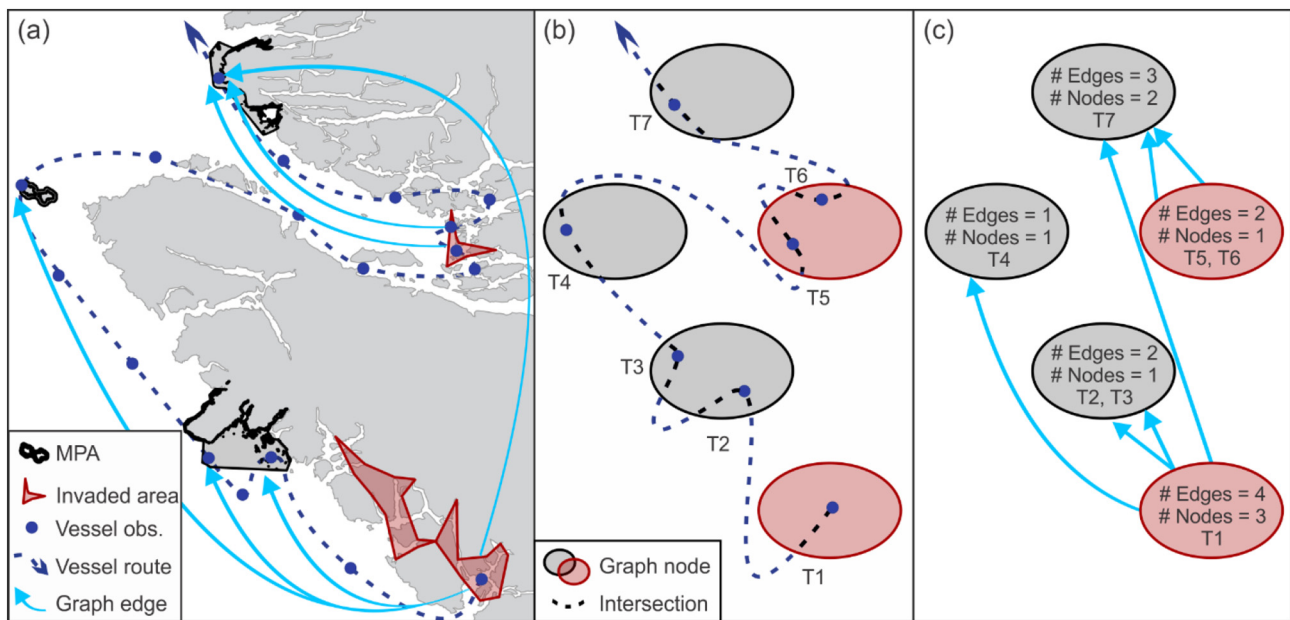 (a)
MPA
Invaded area
Vessel obs.
Vessel route
Graph edge
(b)
T7
T6
T4
T5
T3
T2
T1
Graph node
Intersection
(c)
# Edges = 3
# Nodes = 2
T7
# Edges = 1
# Nodes = 1
T4
# Edges = 2
# Nodes = 1
T5, T6
# Edges = 2
# Nodes = 1
T2, T3
# Edges = 4
# Nodes = 3
T1